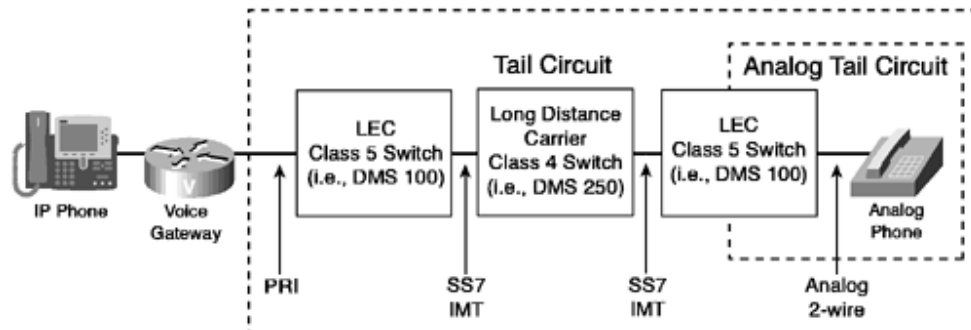 Tail Circuit
Analog Tail Circuit
IP Phone
V
Voice
Gateway
LEC
Class 5 Switch
(i.e., DMS 100)
Long Distance
Carrier
Class 4 Switch
(i.e., DMS 250)
LEC
Class 5 Switch
(i.e., DMS 100)
Analog
Phone
PRI
SS7
IMT
SS7
IMT
Analog
2-wire